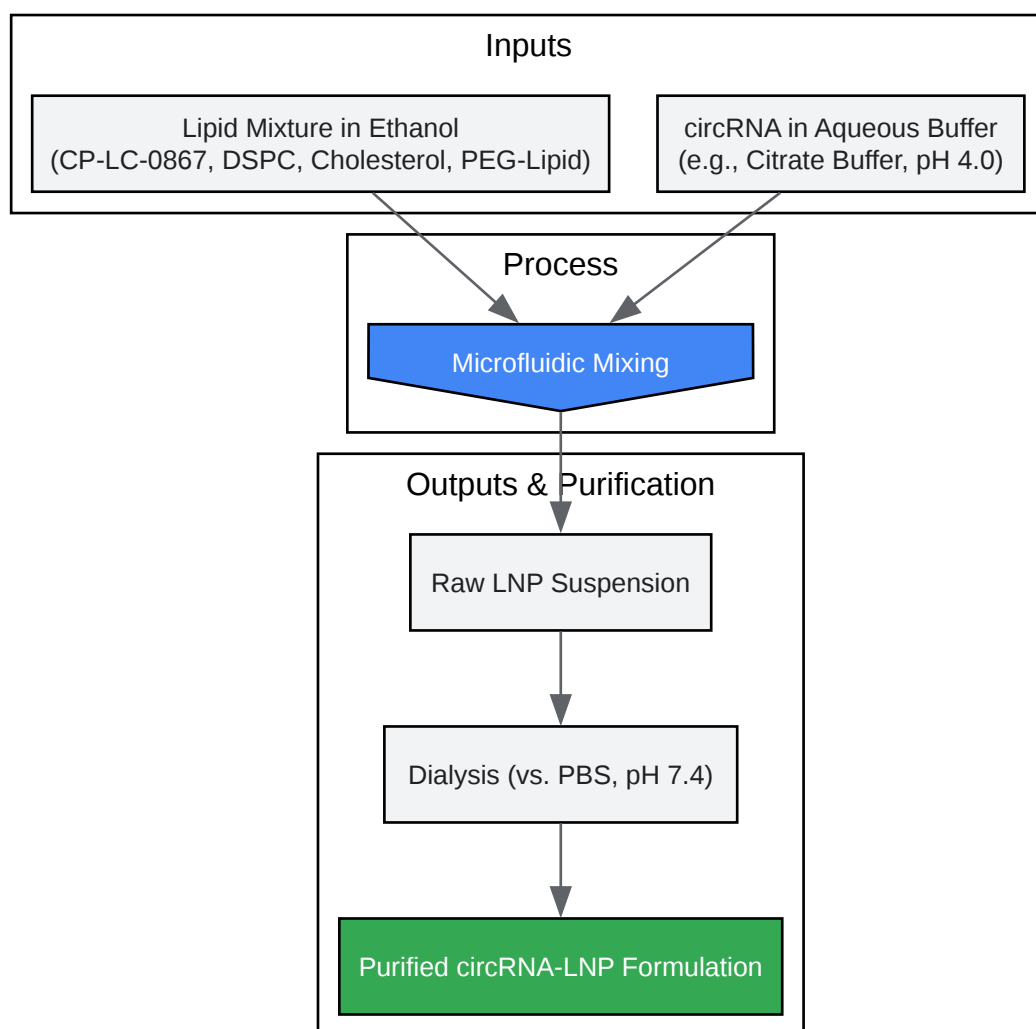 Inputs
Lipid Mixture in Ethanol
(CP-LC-0867, DSPC, Cholesterol, PEG-Lipid)
circRNA in Aqueous Buffer
(e.g., Citrate Buffer, pH 4.0)
Process
Microfluidic Mixing
Outputs & Purification
Raw LNP Suspension
Dialysis (vs. PBS, pH 7.4)
Purified circRNA-LNP Formulation